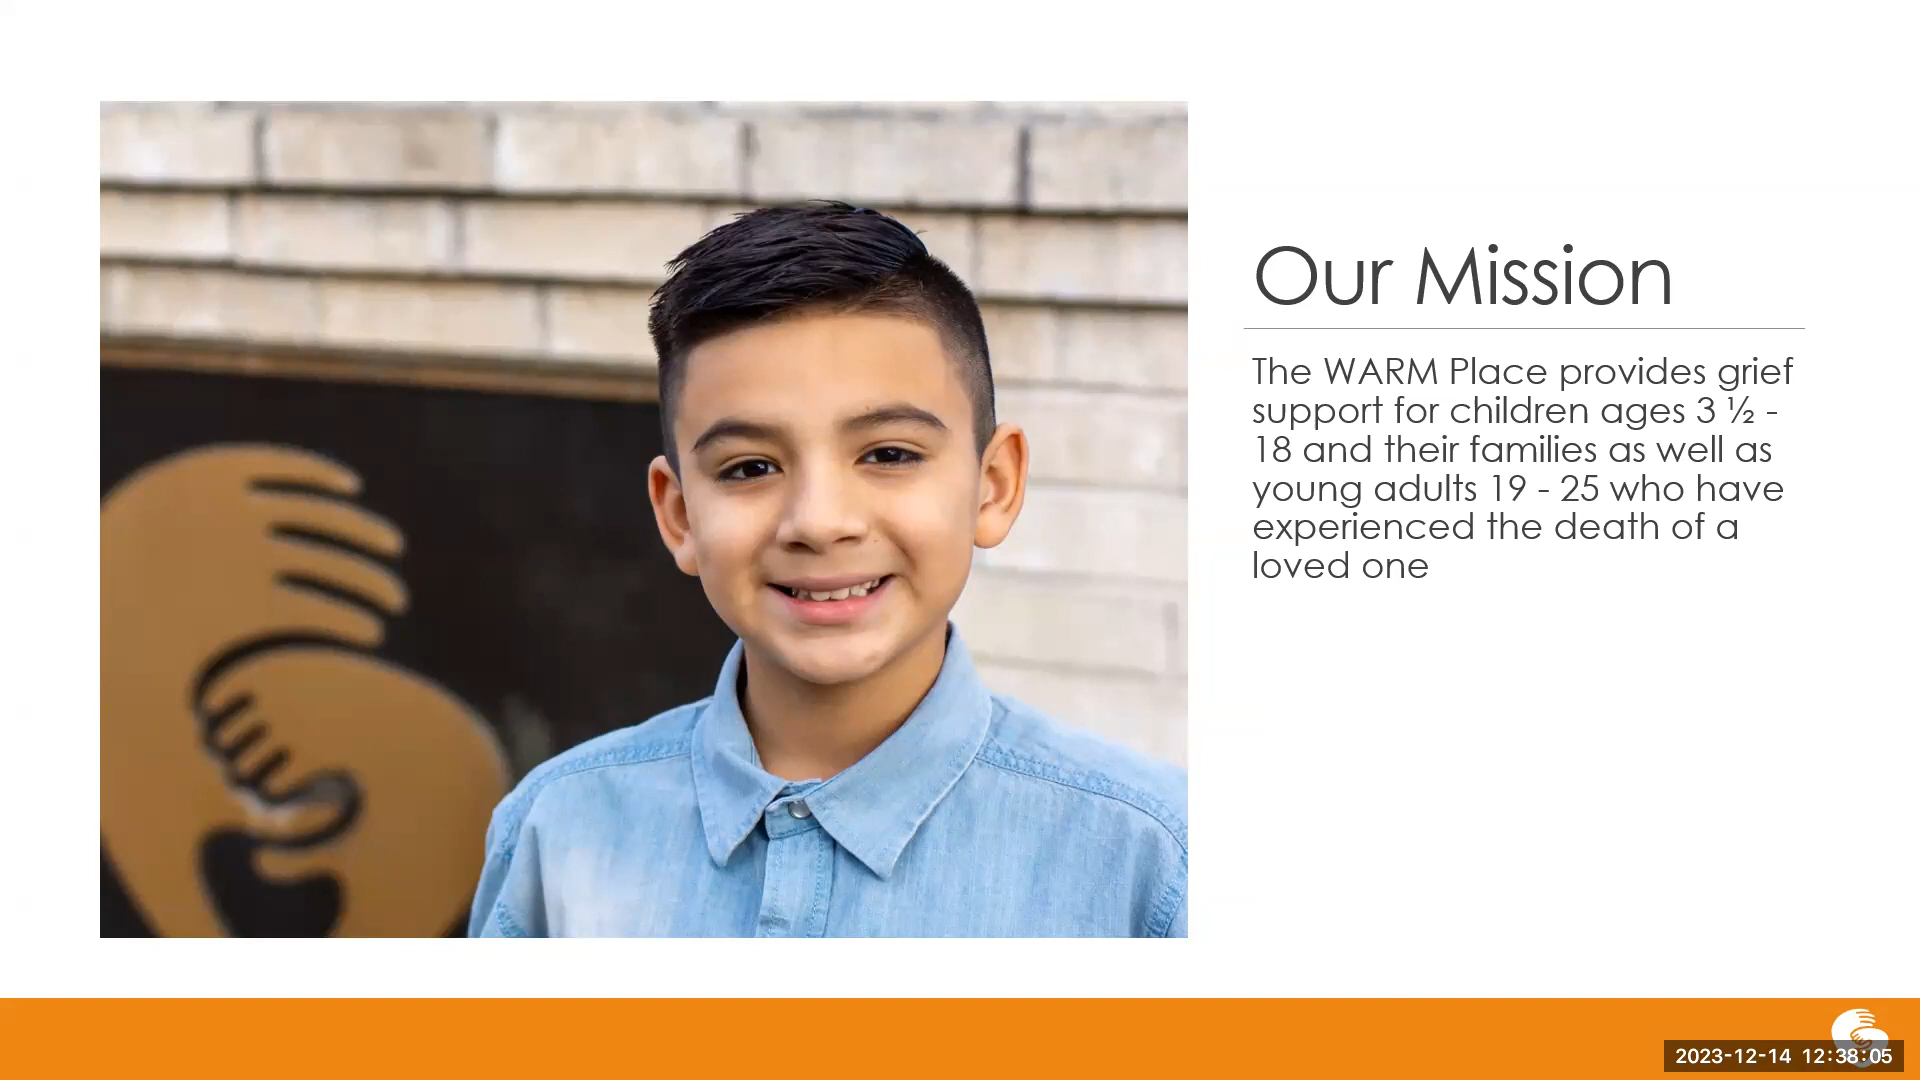 Our Mission
The WARM Place provides grief
support for children ages 3 ½ -
18 and their families as well as
young adults 19 - 25 who have
experienced the death of a
loved one
2023-12-14 12:38:05